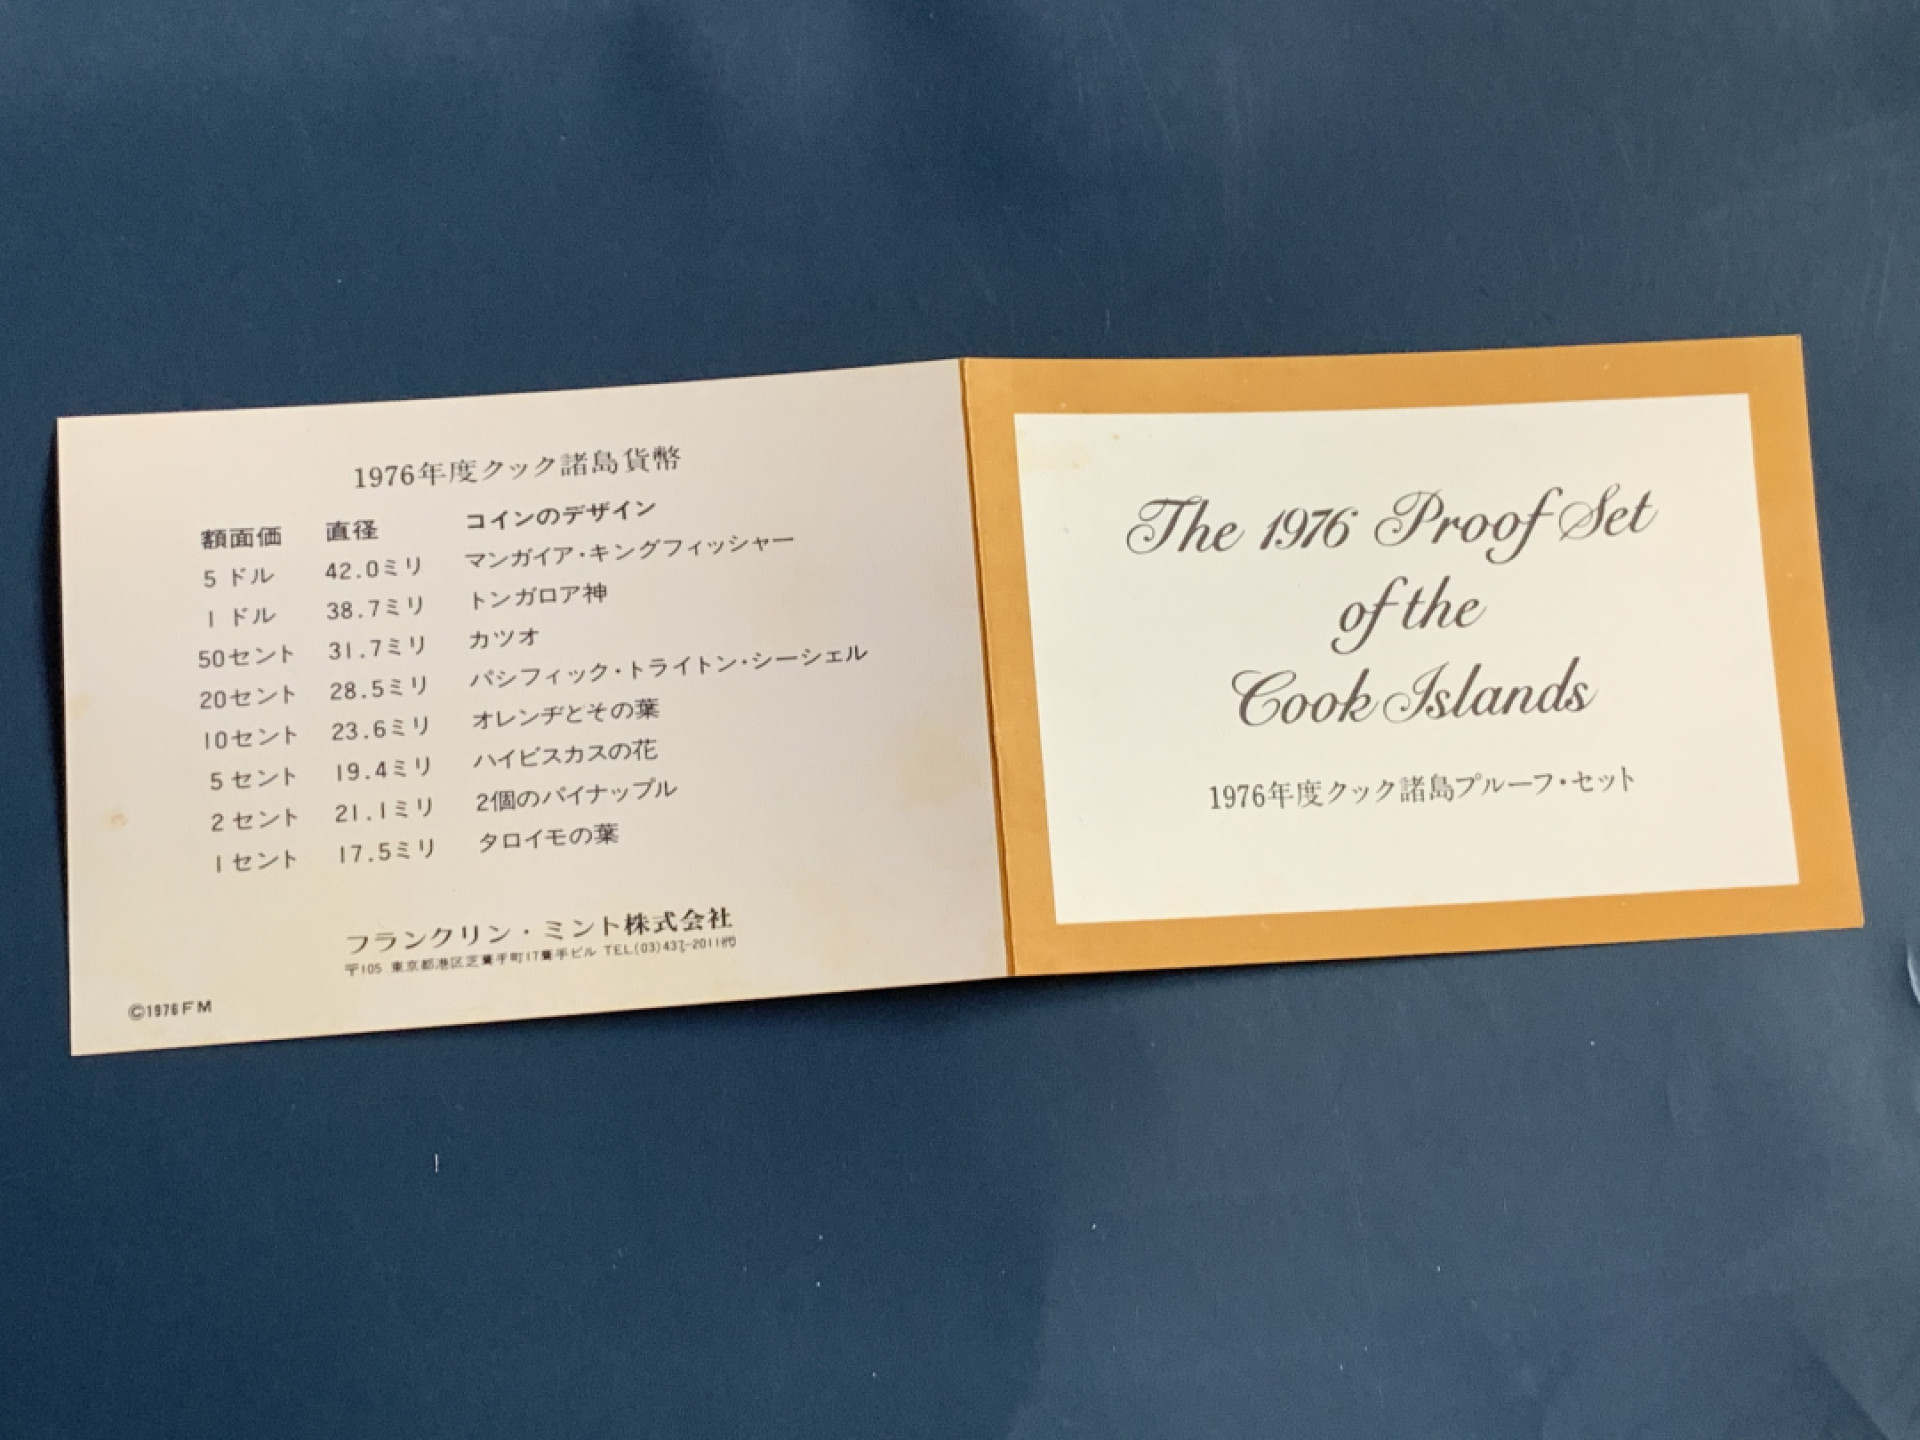 1976年度クック諸島貨幣
額面価 直径 コインのデザイン
5 ドル 42.0ミリ マンガイア・キングフィッシャー
1 ドル 38.7ミリ トンガロア神
50セント 31.7ミリ カツオ
20セント 28.5ミリ パシフィック・トライトン・シーシェル
10セント 23.6ミリ オレンヂとその葉
5 セント 19.4ミリ ハイビスカスの花
2 セント 21.1ミリ 2個のパイナップル
1 セント 17.5ミリ タロイモの葉
フランクリン・ミント株式会社
〒105 東京都港区芝鷹手町17鷹手ビル TEL(03)437-2011㈹
©1976 FM
The 1976 Proof Set
of the
Cook Islands
1976年度クック諸島プルーフ・セット